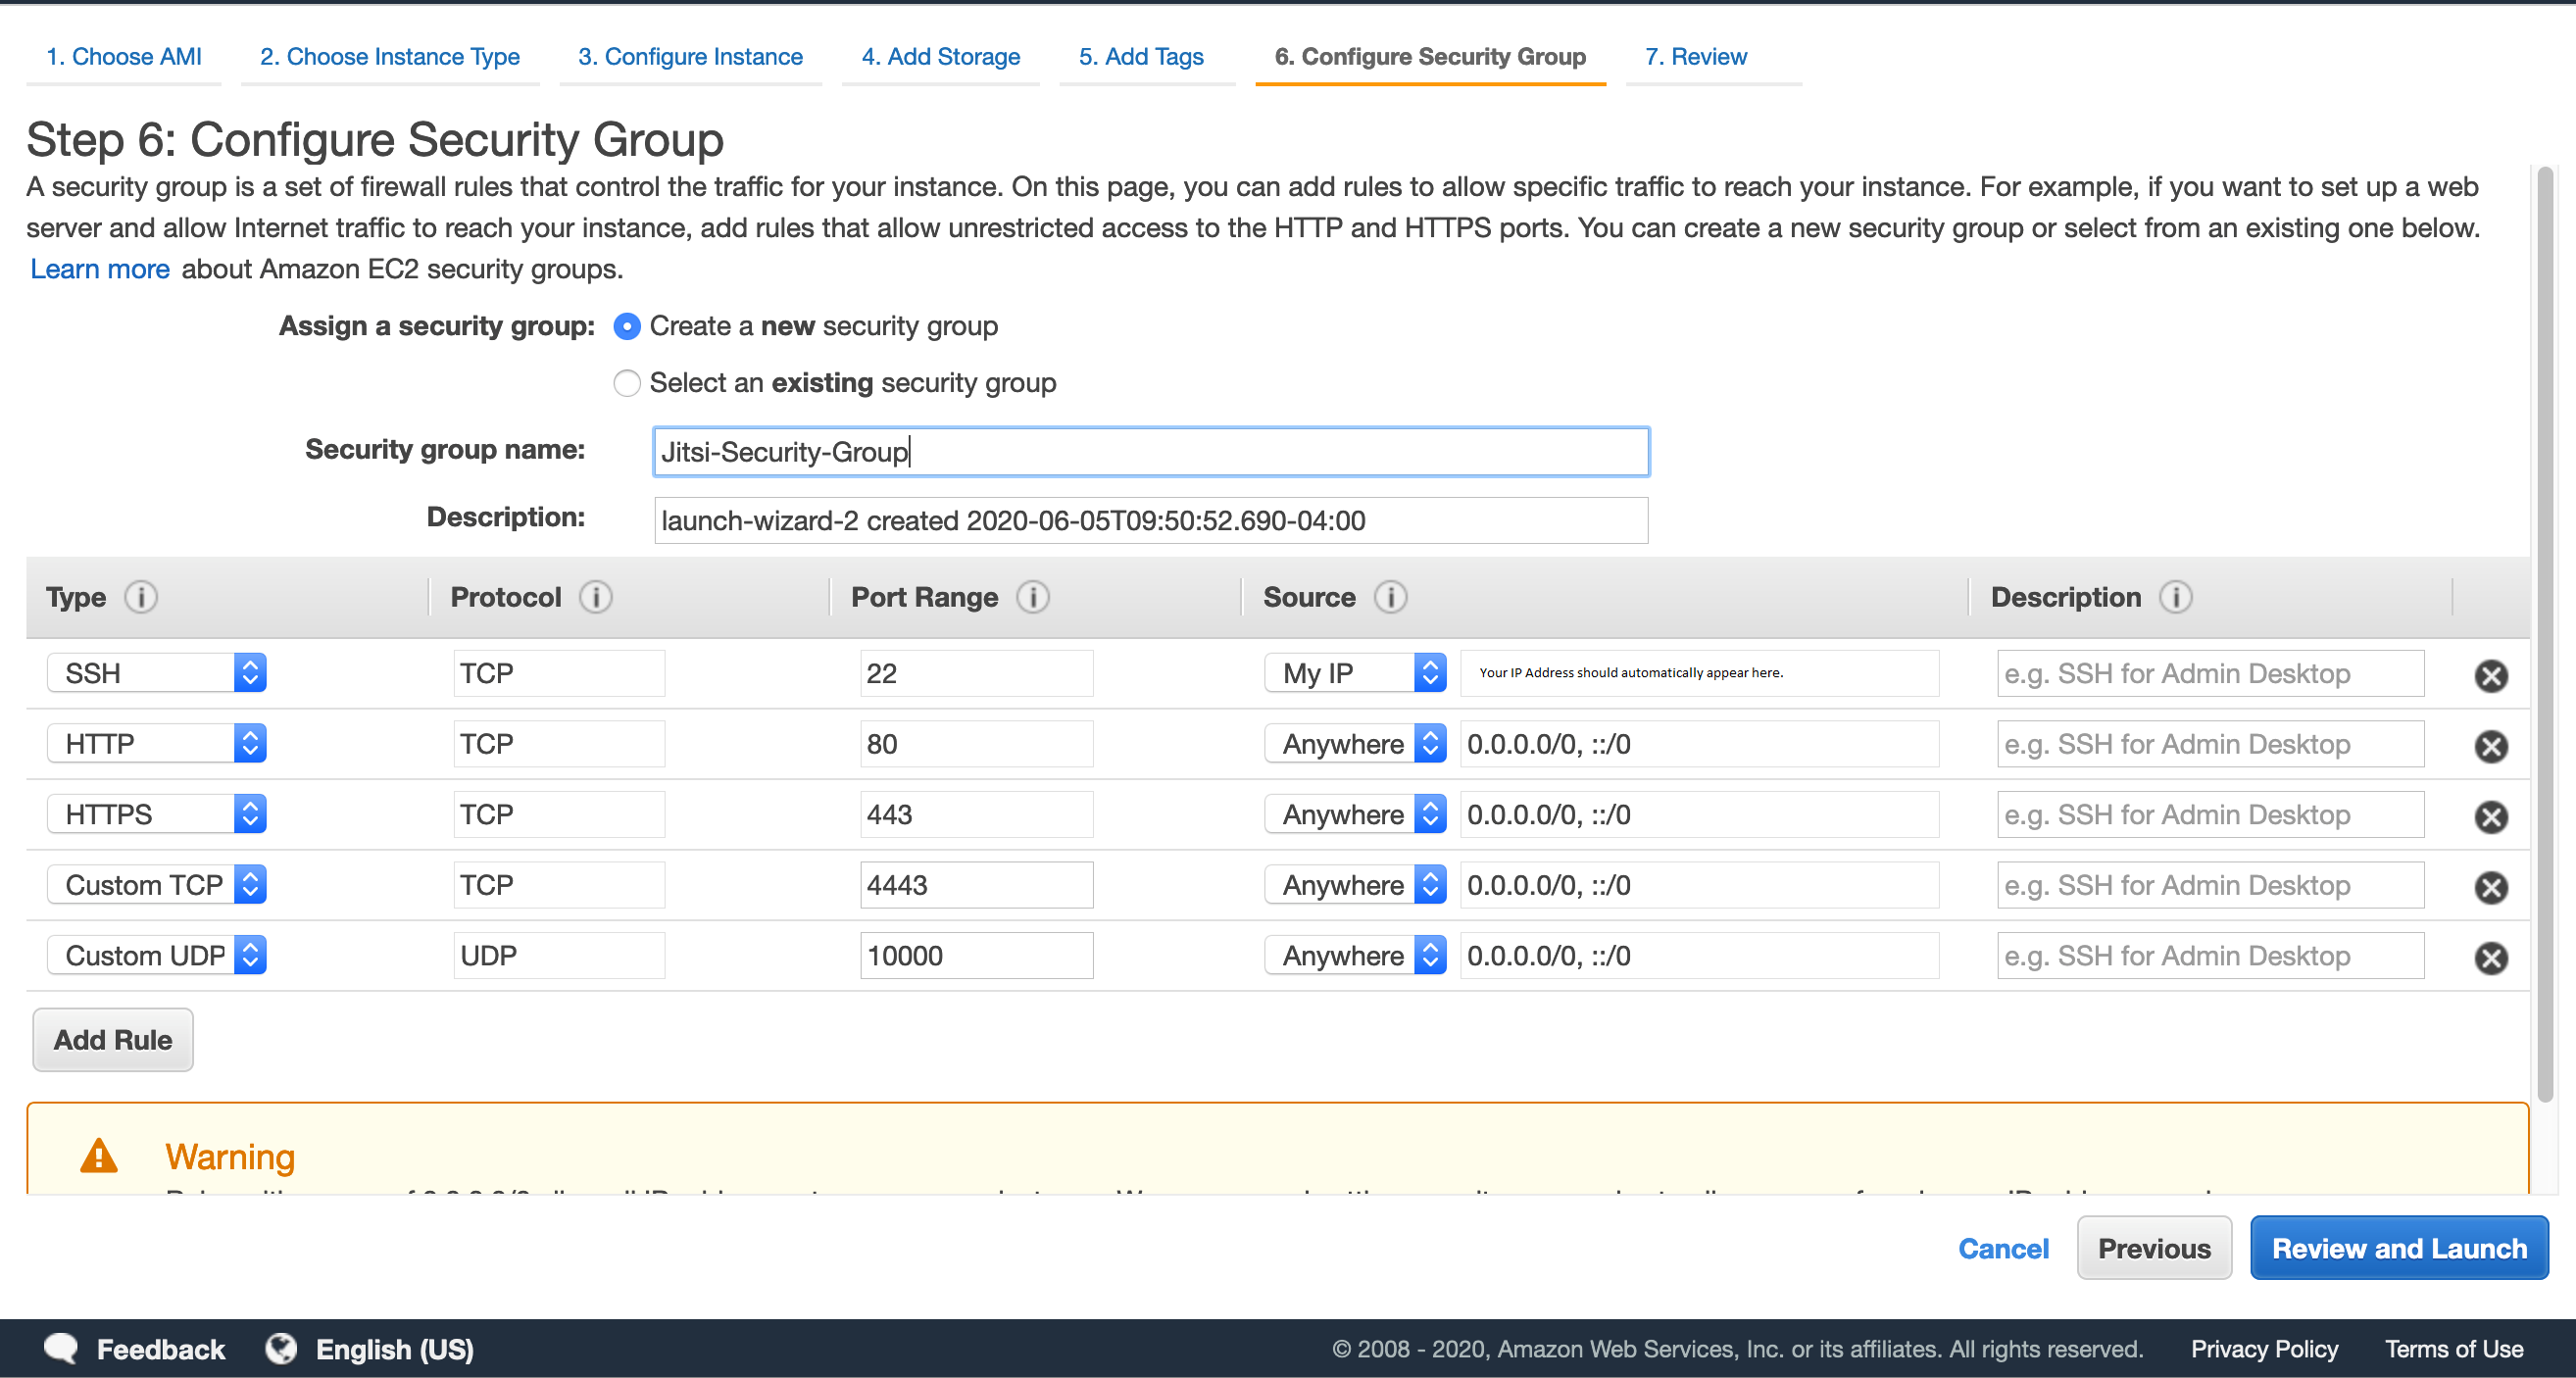 1. Choose AMI 2. Choose Instance Type 3. Configure Instance 4. Add Storage 5. Add Tags 6. Configure Security Group 7. Review
Step 6: Configure Security Group
A security group is a set of firewall rules that control the traffic for your instance. On this page, you can add rules to allow specific traffic to reach your instance. For example, if you want to set up a web
server and allow Internet traffic to reach your instance, add rules that allow unrestricted access to the HTTP and HTTPS ports. You can create a new security group or select from an existing one below.
Learn more about Amazon EC2 security groups.
Assign a security group: Create a new security group
Select an existing security group
Security group name: Jitsi-Security-Group
Description: launch-wizard-2 created 2020-06-05T09:50:52.690-04:00
Type Protocol Port Range Source Description
SSH TCP 22 My IP Your IP Address should automatically appear here. e.g. SSH for Admin Desktop
HTTP TCP 80 Anywhere 0.0.0.0/0, ::/0 e.g. SSH for Admin Desktop
HTTPS TCP 443 Anywhere 0.0.0.0/0, ::/0 e.g. SSH for Admin Desktop
Custom TCP TCP 4443 Anywhere 0.0.0.0/0, ::/0 e.g. SSH for Admin Desktop
Custom UDP UDP 10000 Anywhere 0.0.0.0/0, ::/0 e.g. SSH for Admin Desktop
Add Rule
Warning
Cancel Previous Review and Launch
Feedback English (US) © 2008 - 2020, Amazon Web Services, Inc. or its affiliates. All rights reserved. Privacy Policy Terms of Use